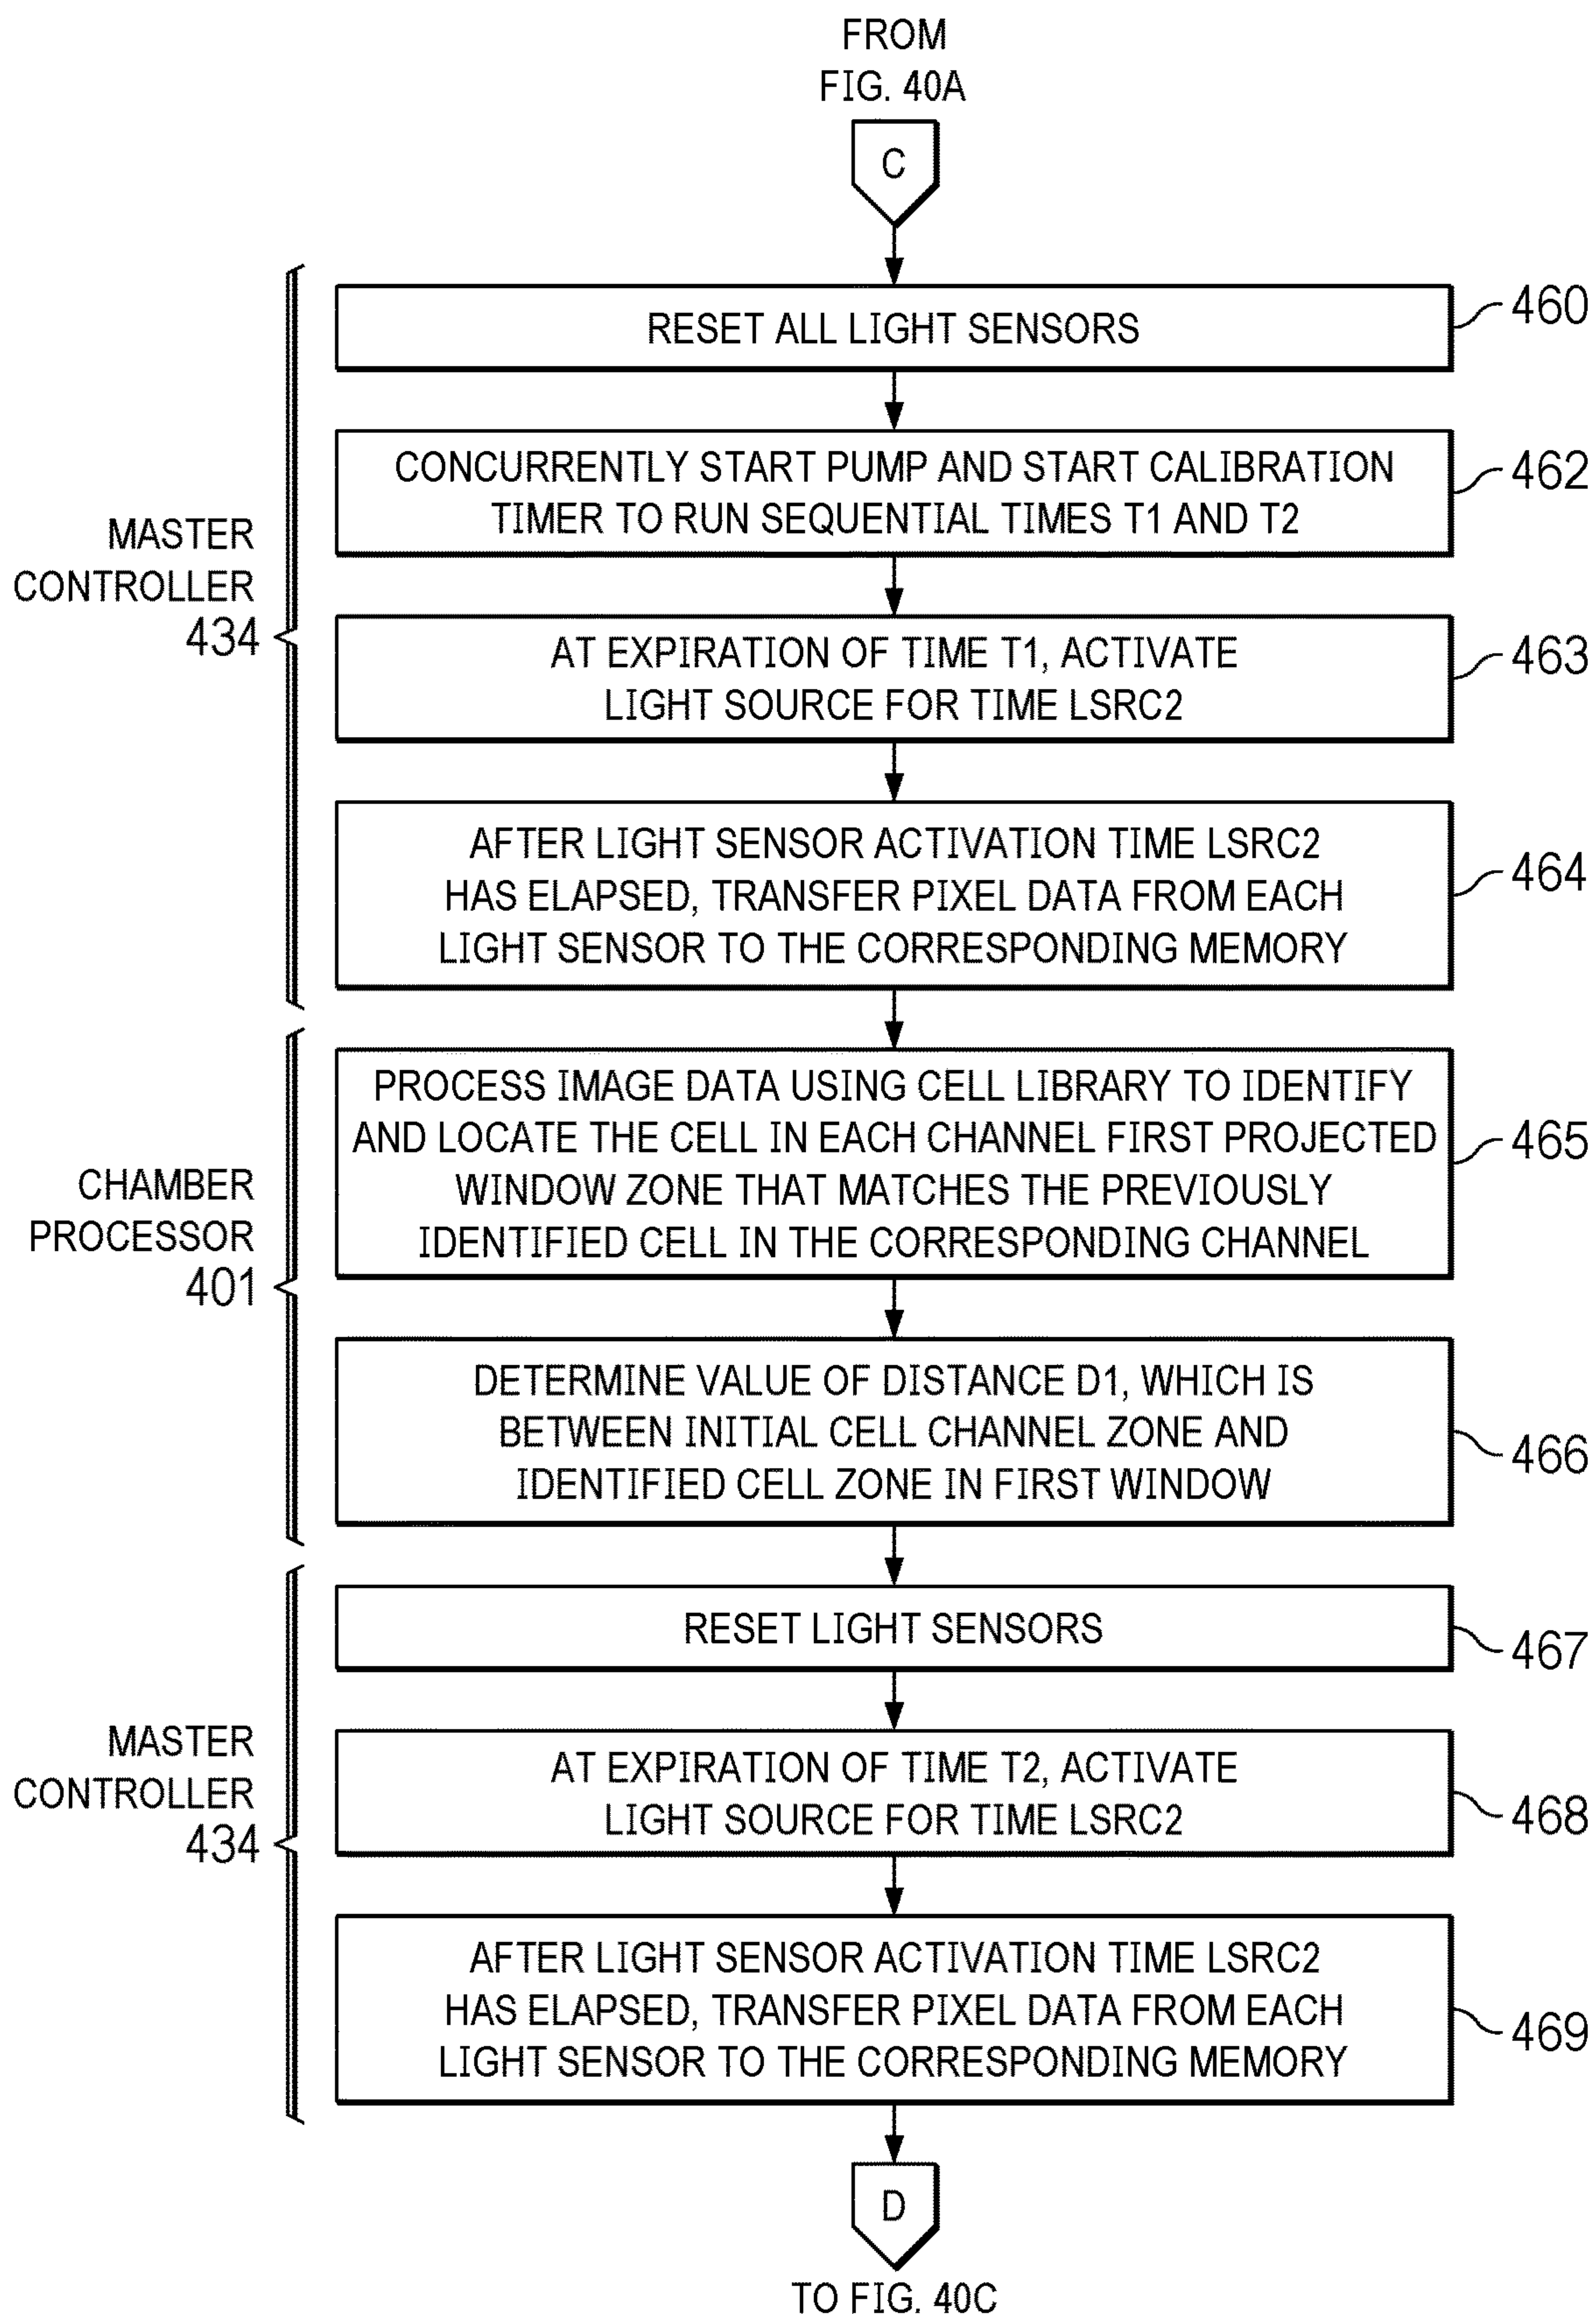 FROM
FIG. 40A
C
RESET ALL LIGHT SENSORS
460
CONCURRENTLY START PUMP AND START CALIBRATION
TIMER TO RUN SEQUENTIAL TIMES T1 AND T2
462
AT EXPIRATION OF TIME T1, ACTIVATE
LIGHT SOURCE FOR TIME LSRC2
463
AFTER LIGHT SENSOR ACTIVATION TIME LSRC2
HAS ELAPSED, TRANSFER PIXEL DATA FROM EACH
LIGHT SENSOR TO THE CORRESPONDING MEMORY
464
MASTER
CONTROLLER
434
PROCESS IMAGE DATA USING CELL LIBRARY TO IDENTIFY
AND LOCATE THE CELL IN EACH CHANNEL FIRST PROJECTED
WINDOW ZONE THAT MATCHES THE PREVIOUSLY
IDENTIFIED CELL IN THE CORRESPONDING CHANNEL
465
DETERMINE VALUE OF DISTANCE D1, WHICH IS
BETWEEN INITIAL CELL CHANNEL ZONE AND
IDENTIFIED CELL ZONE IN FIRST WINDOW
466
CHAMBER
PROCESSOR
401
RESET LIGHT SENSORS
467
AT EXPIRATION OF TIME T2, ACTIVATE
LIGHT SOURCE FOR TIME LSRC2
468
AFTER LIGHT SENSOR ACTIVATION TIME LSRC2
HAS ELAPSED, TRANSFER PIXEL DATA FROM EACH
LIGHT SENSOR TO THE CORRESPONDING MEMORY
469
MASTER
CONTROLLER
434
D
TO FIG. 40C